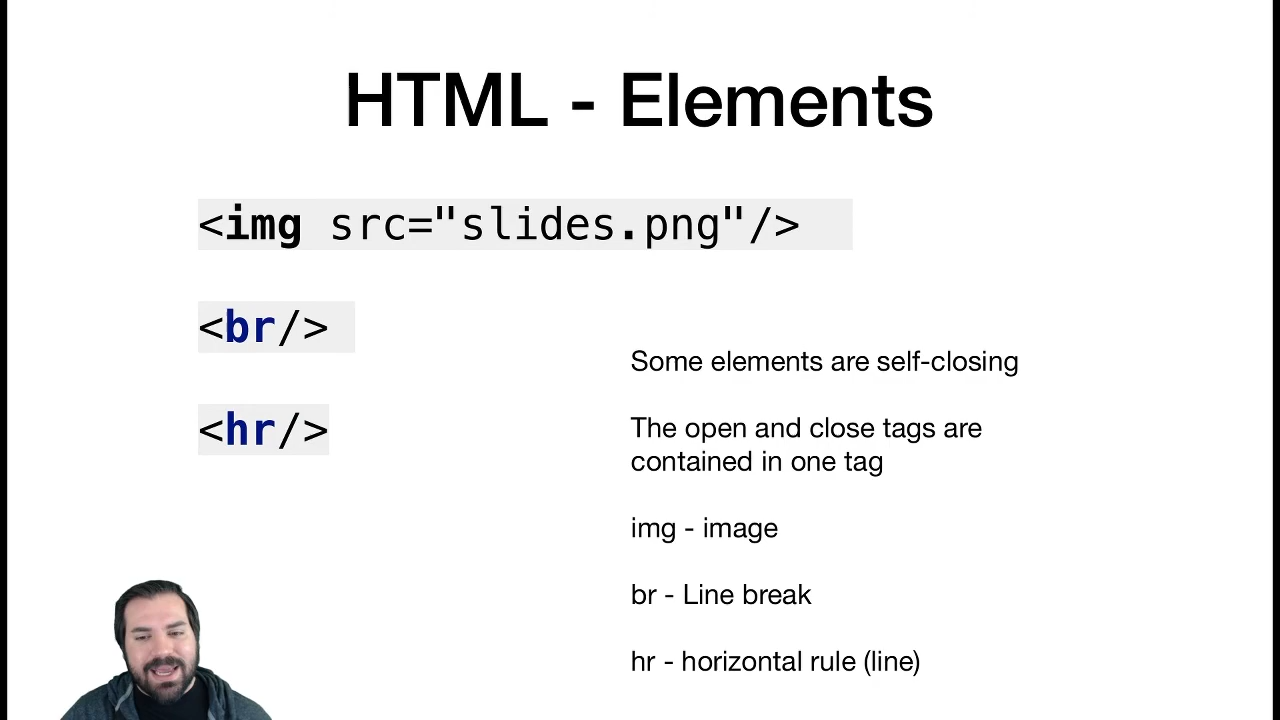 HTML - Elements
<img src="slides.png"/>
<br/>
<hr/>
Some elements are self-closing
The open and close tags are
contained in one tag
img - image
br - Line break
hr - horizontal rule (line)